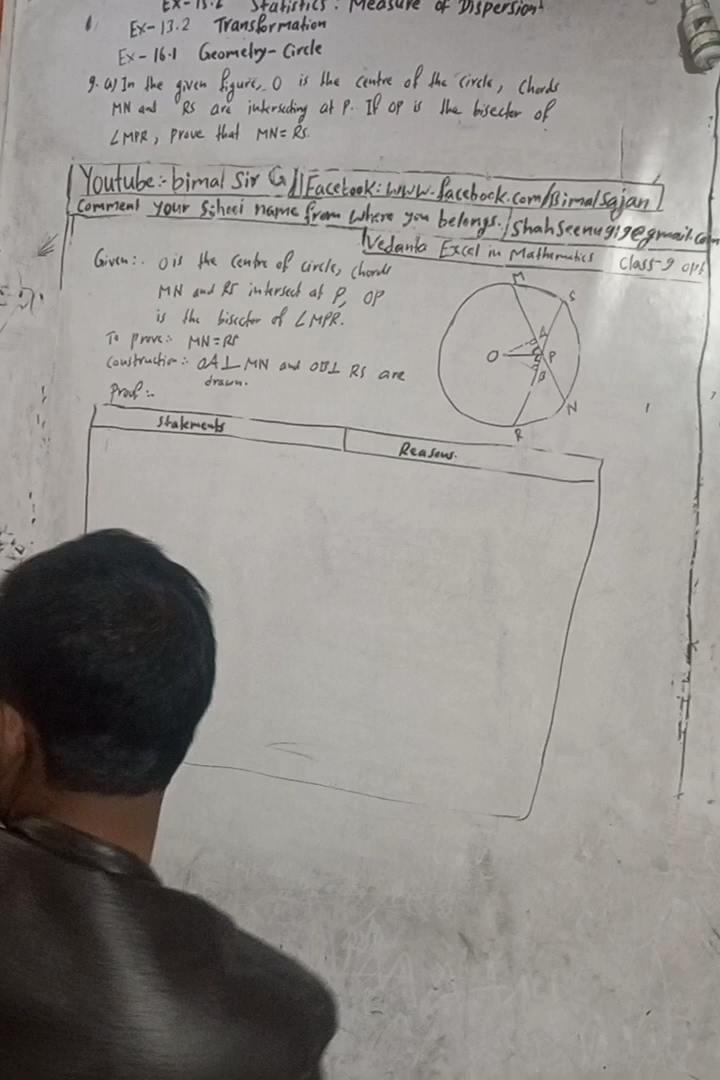 Ex-13.2 Statistics: Measure of Dispersion.
Ex-13.2 Transformation
Ex-16.1 Geometry-Circle
9. a) In the given figure, O is the centre of the circle, chords
MN and RS are intersecting at P. If OP is the bisector of
∠MPR, prove that MN=RS.
Youtube:- bimal Sir G || Facebook: www.facebook.com/Bimalsajan
Comment your School name from where you belongs. / shahseenu919@gmail.com
Vedanta Excel in Mathematics Class-9 opt
Given:. O is the centre of circle, chords
MN and RS intersect at P, OP
is the bisector of ∠MPR.
To prove:- MN=RS
Construction:- OA⊥MN and OB⊥RS are
drawn.
Proof:-
M
S
A
O
P
B
N
R
Statements
Reasons.